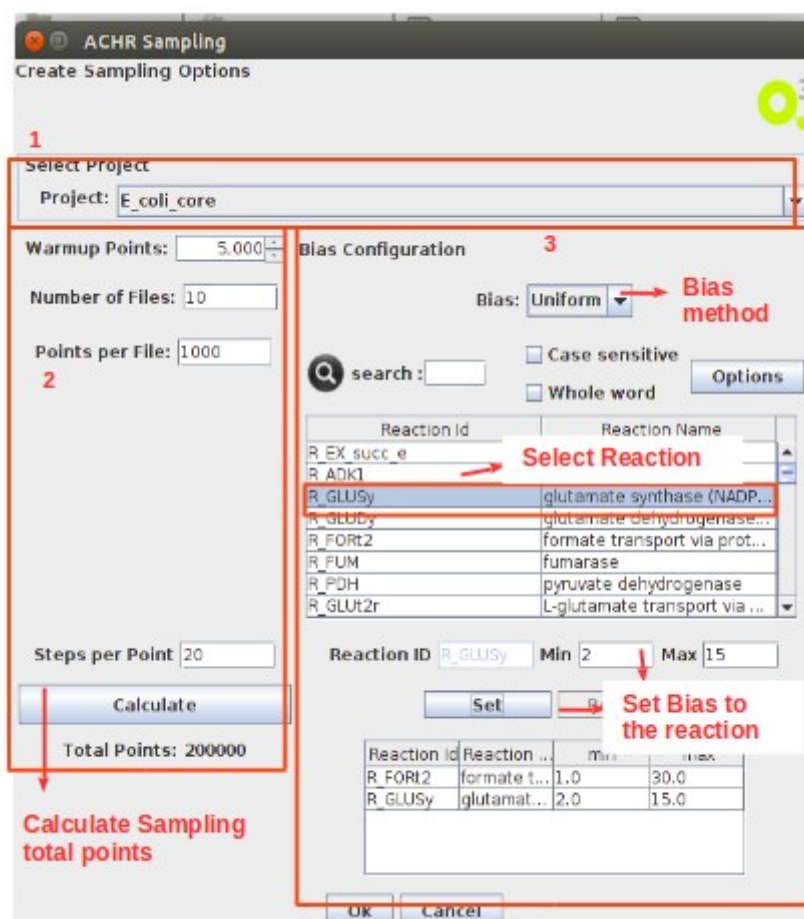 ACHR Sampling
Create Sampling Options
1
Select Project
Project: E_coli_core
Warmup Points: 5.000
Number of Files: 10
Points per File: 1000
2
Steps per Point 20
Calculate
Total Points: 200000
Calculate Sampling
total points
Bias Configuration
3
Bias: Uniform
Bias
method
search :
Case sensitive
Whole word
Options
Reaction Id Reaction Name
R_EX_succ_e
R_ADK1
Select Reaction
R_GLUSy glutamate synthase (NADP...
R_GLUDy glutamate dehydrogenase...
R_FORt2 formate transport via prot...
R_FUM fumarase
R_PDH pyruvate dehydrogenase
R_GLUt2r L-glutamate transport via ...
Reaction ID R_GLUSy Min 2 Max 15
Set
Set Bias to
the reaction
Reaction Id Reaction ... min max
R_FORt2 formate t... 1.0 30.0
R_GLUSy glutamat... 2.0 15.0
Ok Cancel